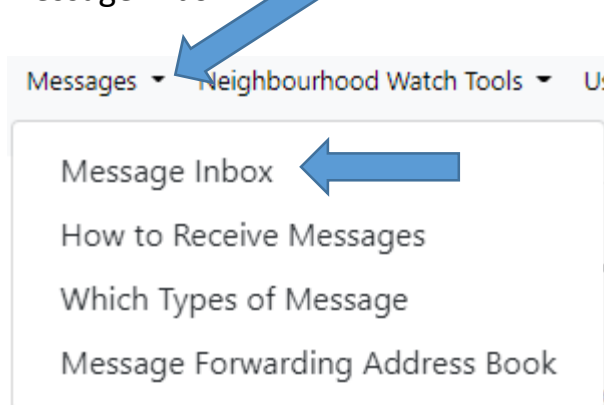 Messages Neighbourhood Watch Tools
Message Inbox
How to Receive Messages
Which Types of Message
Message Forwarding Address Book